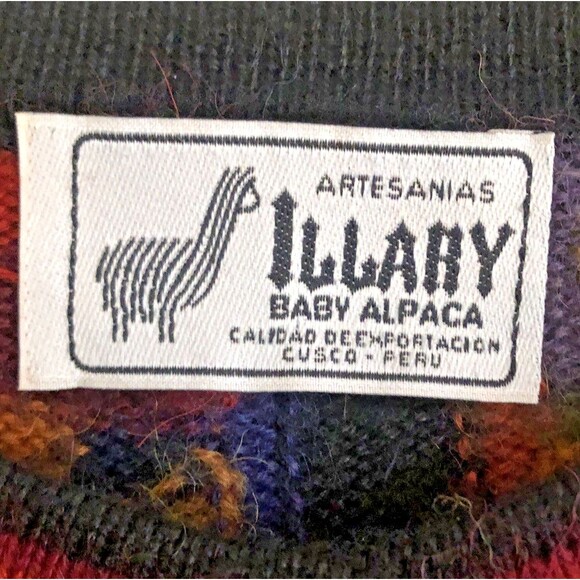 ARTESANIAS
ILLARY
BABY ALPACA
CALIDAD DE EXPORTACION
CUSCO - PERU